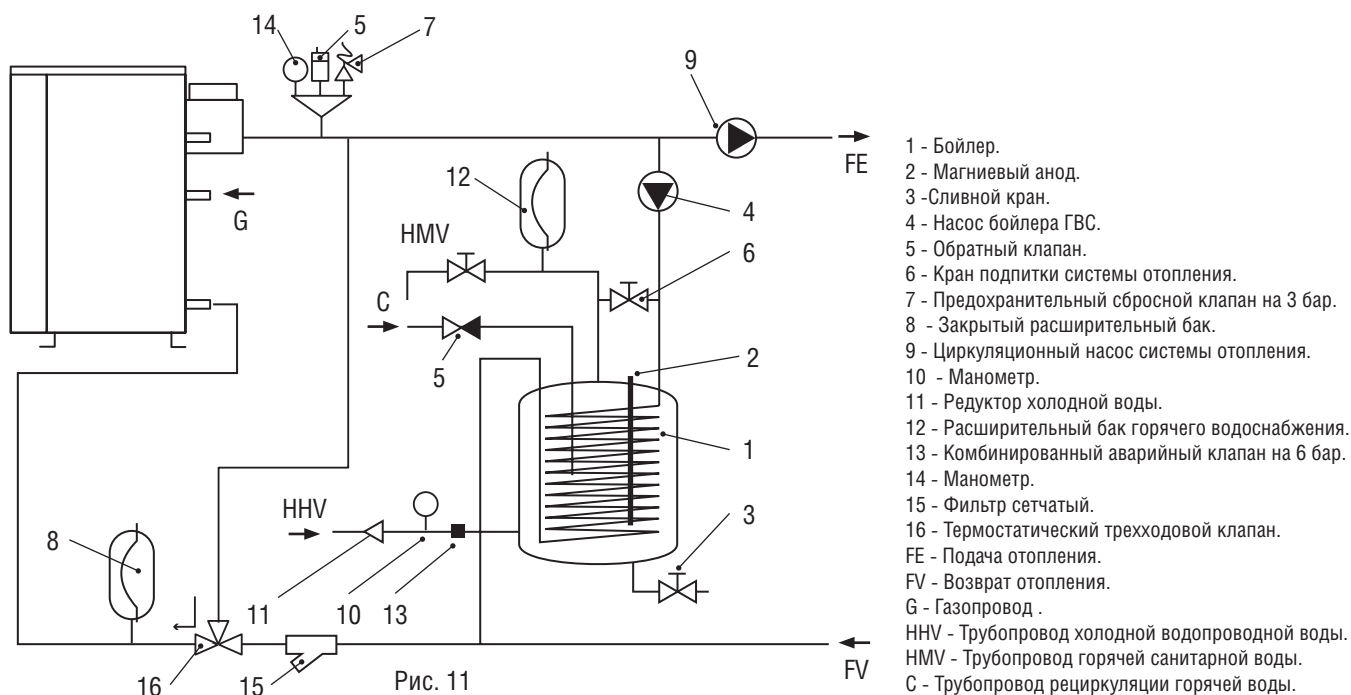 14
5
7
9
FE
12
G
HMV
4
6
C
5
2
1
HHV
3
8
11
10
13
16
15
Рис. 11
FV
1 - Бойлер.
2 - Магниевый анод.
3 -Сливной кран.
4 - Насос бойлера ГВС.
5 - Обратный клапан.
6 - Кран подпитки системы отопления.
7 - Предохранительный сбросной клапан на 3 бар.
8 - Закрытый расширительный бак.
9 - Циркуляционный насос системы отопления.
10 - Манометр.
11 - Редуктор холодной воды.
12 - Расширительный бак горячего водоснабжения.
13 - Комбинированный аварийный клапан на 6 бар.
14 - Манометр.
15 - Фильтр сетчатый.
16 - Термостатический трехходовой клапан.
FE - Подача отопления.
FV - Возврат отопления.
G - Газопровод .
HHV - Трубопровод холодной водопроводной воды.
HMV - Трубопровод горячей санитарной воды.
C - Трубопровод рециркуляции горячей воды.